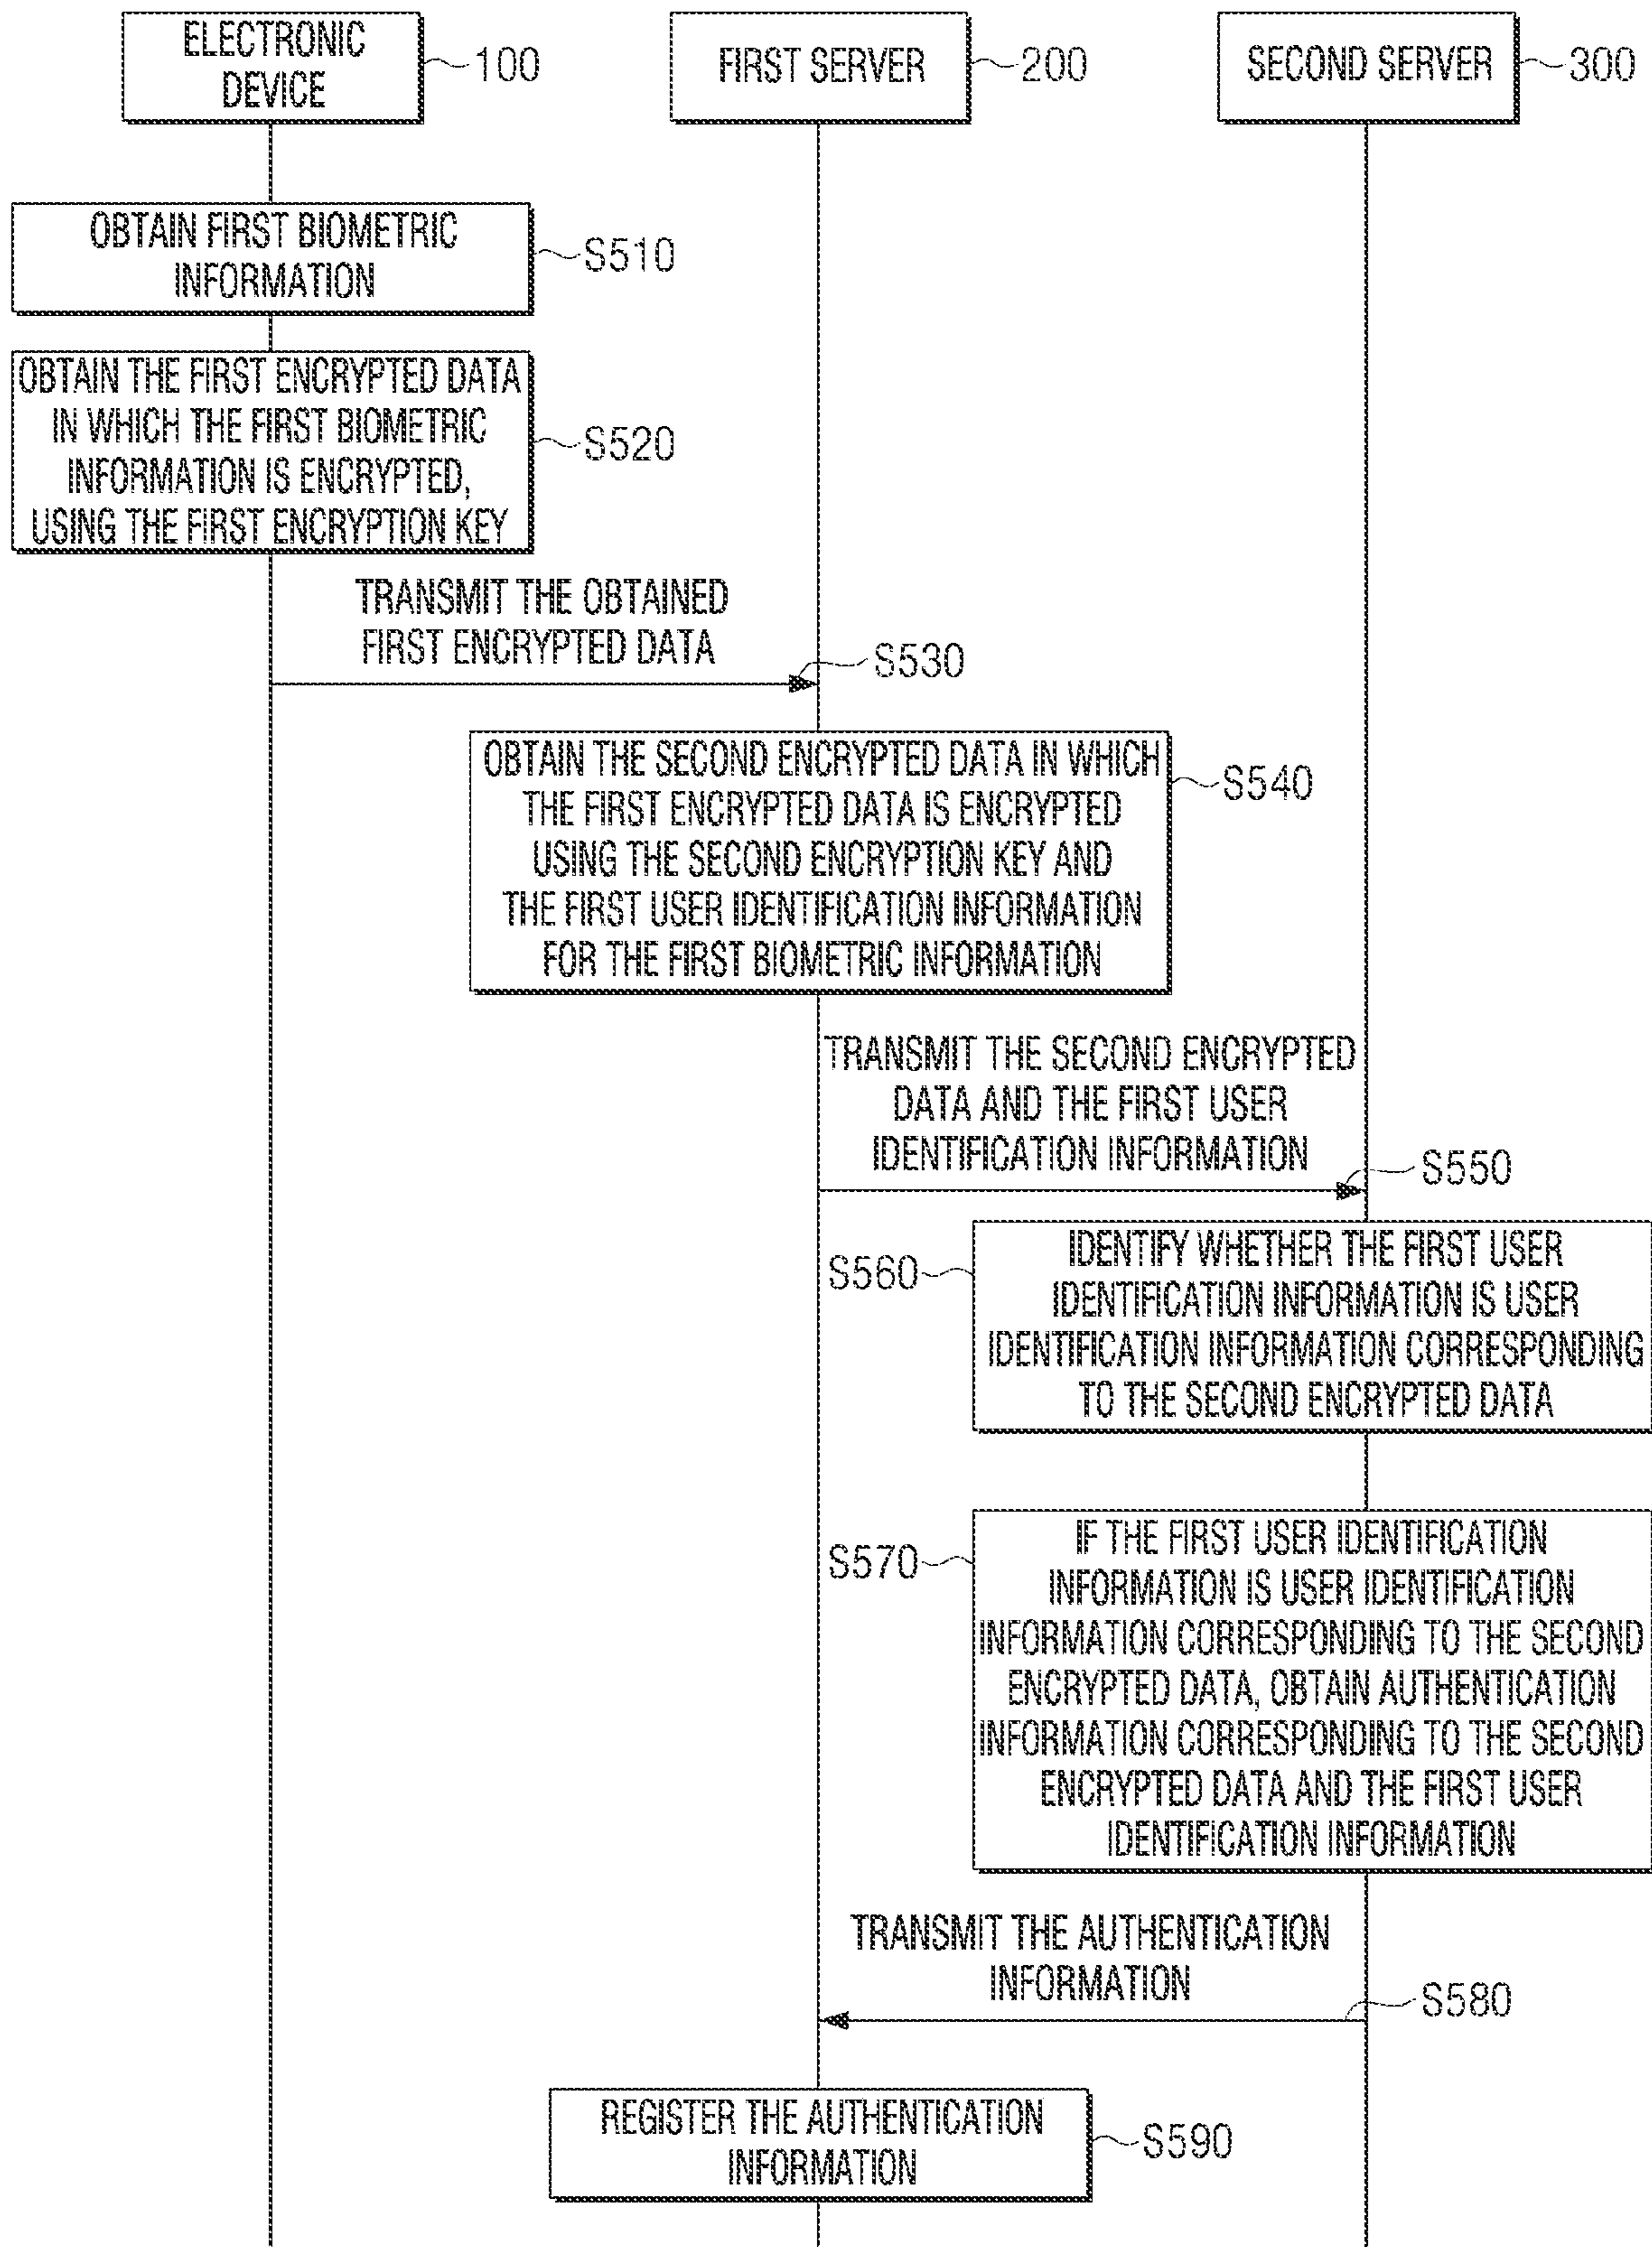 ELECTRONIC
DEVICE
100
FIRST SERVER
200
SECOND SERVER
300
OBTAIN FIRST BIOMETRIC
INFORMATION
S510
OBTAIN THE FIRST ENCRYPTED DATA
IN WHICH THE FIRST BIOMETRIC
INFORMATION IS ENCRYPTED,
USING THE FIRST ENCRYPTION KEY
S520
TRANSMIT THE OBTAINED
FIRST ENCRYPTED DATA
S530
OBTAIN THE SECOND ENCRYPTED DATA IN WHICH
THE FIRST ENCRYPTED DATA IS ENCRYPTED
USING THE SECOND ENCRYPTION KEY AND
THE FIRST USER IDENTIFICATION INFORMATION
FOR THE FIRST BIOMETRIC INFORMATION
S540
TRANSMIT THE SECOND ENCRYPTED
DATA AND THE FIRST USER
IDENTIFICATION INFORMATION
S550
S560
IDENTIFY WHETHER THE FIRST USER
IDENTIFICATION INFORMATION IS USER
IDENTIFICATION INFORMATION CORRESPONDING
TO THE SECOND ENCRYPTED DATA
S570
IF THE FIRST USER IDENTIFICATION
INFORMATION IS USER IDENTIFICATION
INFORMATION CORRESPONDING TO THE SECOND
ENCRYPTED DATA, OBTAIN AUTHENTICATION
INFORMATION CORRESPONDING TO THE SECOND
ENCRYPTED DATA AND THE FIRST USER
IDENTIFICATION INFORMATION
TRANSMIT THE AUTHENTICATION
INFORMATION
S580
REGISTER THE AUTHENTICATION
INFORMATION
S590